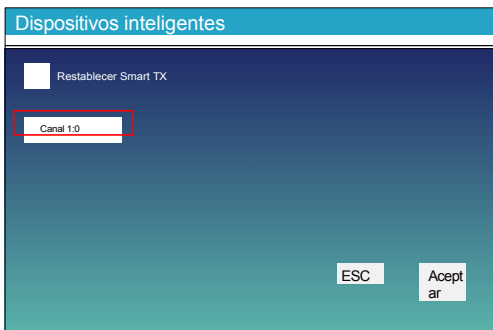 Dispositivos inteligentes
Restablecer Smart TX
Canal 1:0
ESC
Acept
ar